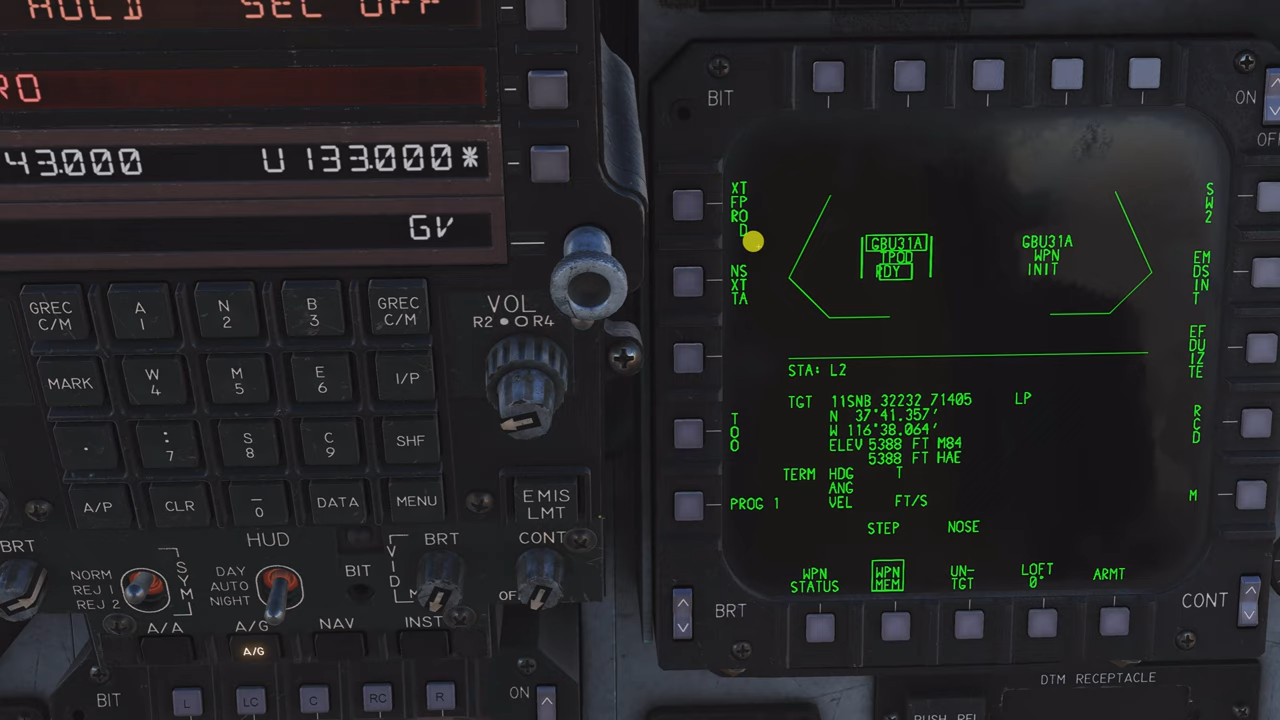 HOLD SEL OFF
RO
43.000 U 133.000*
GV
GREC C/M
A 1
N 2
B 3
GREC C/M
MARK
W 4
M 5
E 6
I/P
.
: 7
S 8
C 9
SHF
A/P
CLR
— 0
DATA
MENU
VOL
R2 ● O R4
EMIS LMT
BRT
HUD
NORM
REJ 1
REJ 2
SYM
DAY
AUTO
NIGHT
BIT
VID
BRT
CONT
A/A
A/G
NAV
INST
A/G
BIT
L
LC
C
RC
R
ON
BIT
ON
XT
FP
RO
D
NS
XT
TA
T
O
O
PROG 1
GBU31A
TPOD
RDY
GBU31A
WPN
INIT
S
W
2
EM
DS
IN
T
EF
DU
IZ
TE
R
C
D
M
STA: L2
TGT 11SNB 32232 71405 LP
N 37°41.357'
W 116°38.064'
ELEV 5388 FT M84
5388 FT HAE
TERM HDG T
ANG
VEL FT/S
STEP NOSE
WPN STATUS
WPN MEM
UN-
TGT
LOFT
0°
ARMT
BRT
CONT
DTM RECEPTACLE